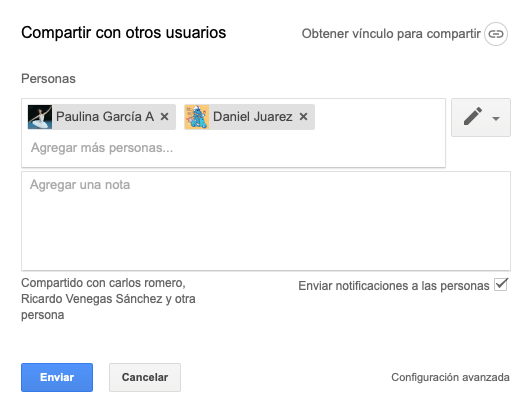 Compartir con otros usuarios
Obtener vínculo para compartir
Personas
Paulina García A
Daniel Juarez
Agregar más personas...
Agregar una nota
Compartido con carlos romero,
Ricardo Venegas Sánchez y otra
persona
Enviar notificaciones a las personas
Enviar
Cancelar
Configuración avanzada